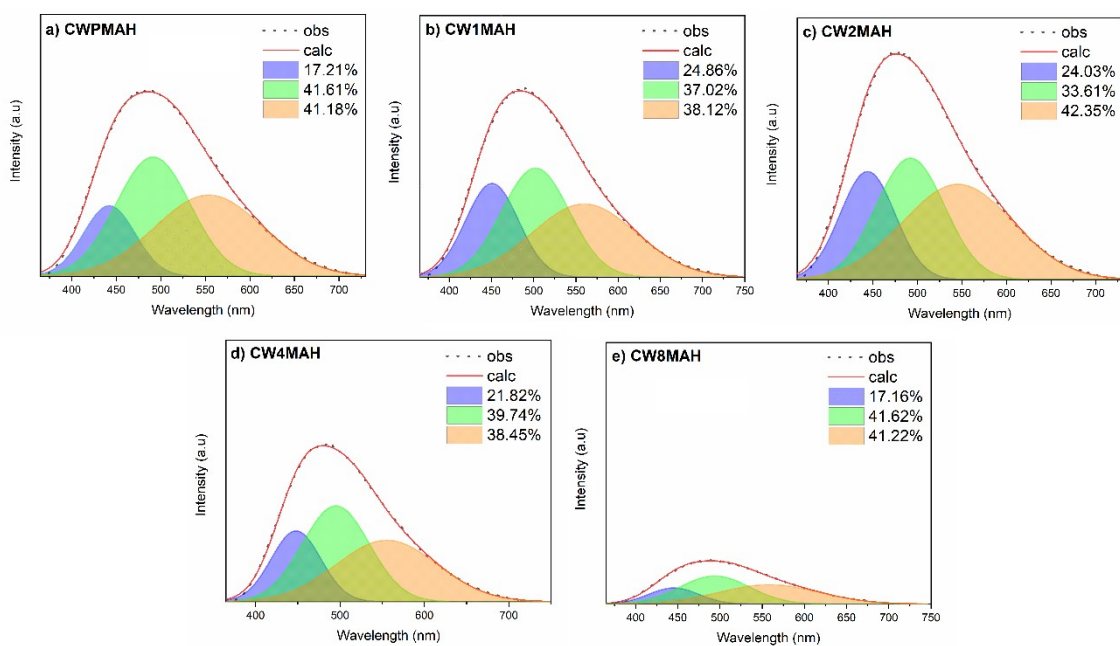 a) CWPMAH
obs
calc
17.21%
41.61%
41.18%
Intensity (a.u)
400 450 500 550 600 650 700
Wavelength (nm)
b) CW1MAH
obs
calc
24.86%
37.02%
38.12%
Intensity (a.u)
400 450 500 550 600 650 700 750
Wavelength (nm)
c) CW2MAH
obs
calc
24.03%
33.61%
42.35%
Intensity (a.u)
400 450 500 550 600 650 700
Wavelength (nm)
d) CW4MAH
obs
calc
21.82%
39.74%
38.45%
Intensity (a.u)
400 500 600 700
Wavelength (nm)
e) CW8MAH
obs
calc
17.16%
41.62%
41.22%
Intensity (a.u)
400 450 500 550 600 650 700 750
Wavelength (nm)